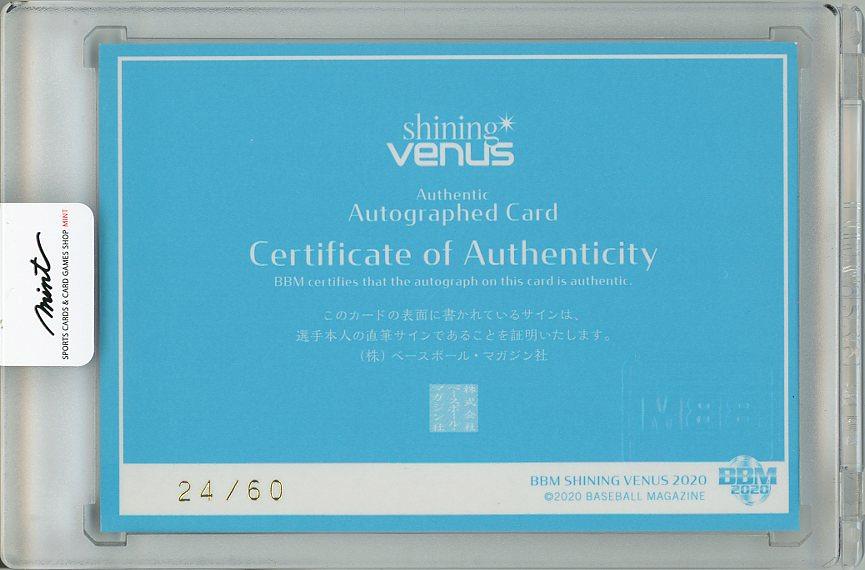 shining
venus
Authentic
Autographed Card
Certificate of Authenticity
BBM certifies that the autograph on this card is authentic.
このカードの表面に書かれているサインは、
選手本人の直筆サインであることを証明いたします。
(株)ベースボール・マガジン社
株式会社
ベースボール
マガジン社
24/60
BBM SHINING VENUS 2020
©2020 BASEBALL MAGAZINE
BBM
2020
mint
SPORTS CARDS & CARD GAMES SHOP MINT